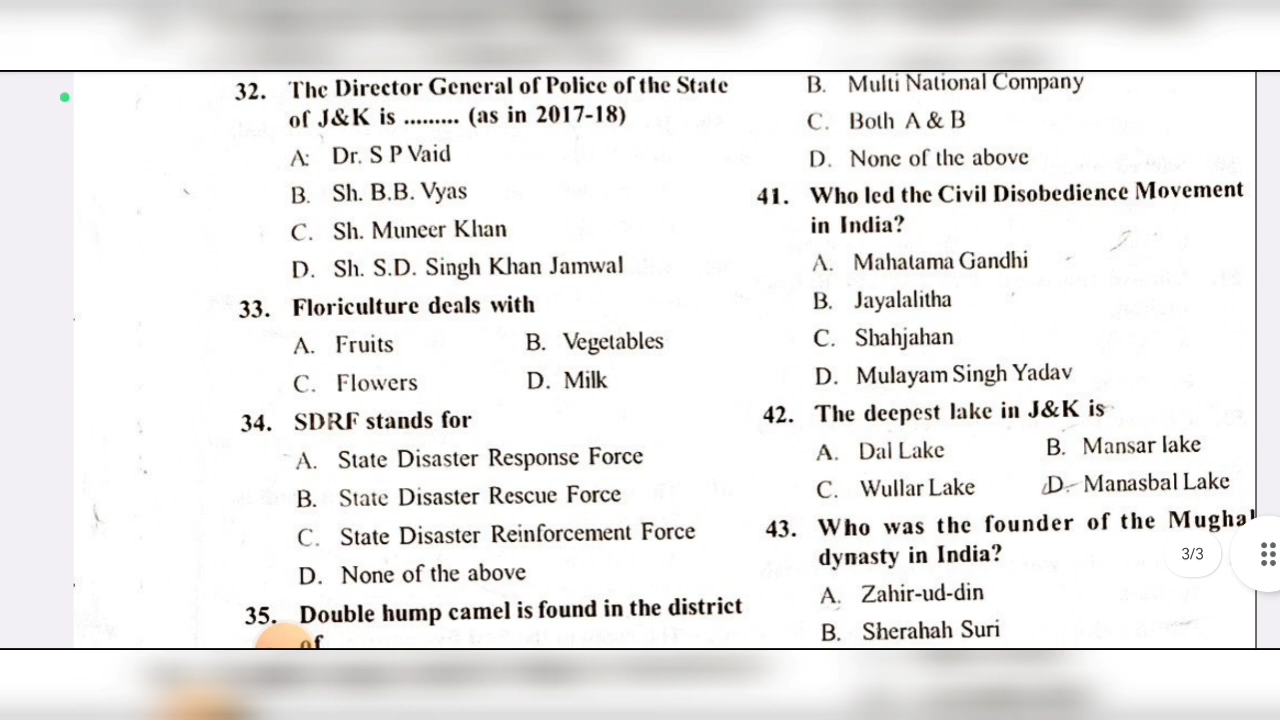 32. The Director General of Police of the State
of J&K is ......... (as in 2017-18)
A: Dr. S P Vaid
B. Sh. B.B. Vyas
C. Sh. Muneer Khan
D. Sh. S.D. Singh Khan Jamwal
33. Floriculture deals with
A. Fruits B. Vegetables
C. Flowers D. Milk
34. SDRF stands for
A. State Disaster Response Force
B. State Disaster Rescue Force
C. State Disaster Reinforcement Force
D. None of the above
35. Double hump camel is found in the district
of
B. Multi National Company
C. Both A & B
D. None of the above
41. Who led the Civil Disobedience Movement
in India?
A. Mahatama Gandhi
B. Jayalalitha
C. Shahjahan
D. Mulayam Singh Yadav
42. The deepest lake in J&K is
A. Dal Lake B. Mansar lake
C. Wullar Lake D. Manasbal Lake
43. Who was the founder of the Mughal
dynasty in India?
A. Zahir-ud-din
B. Sherahah Suri
3/3